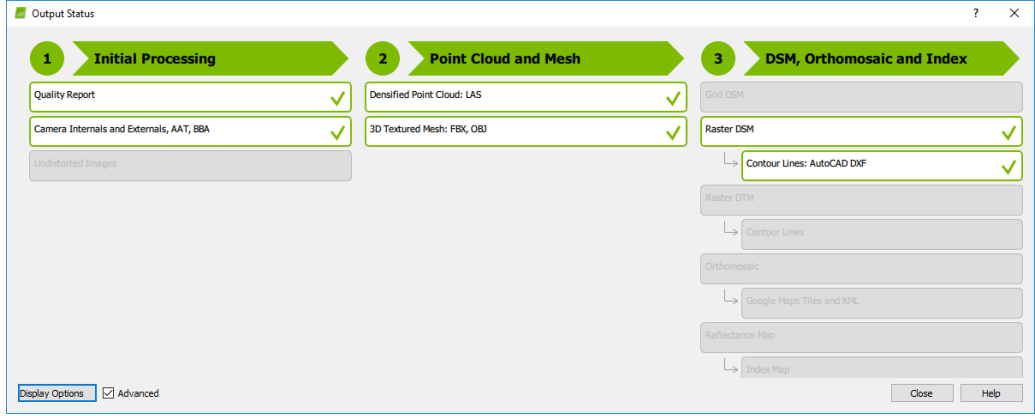 Output Status
?
1 Initial Processing
Quality Report
Camera Internals and Externals, AAT, BBA
Undistorted Images
2 Point Cloud and Mesh
Densified Point Cloud: LAS
3D Textured Mesh: FBX, OBJ
3 DSM, Orthomosaic and Index
Grid DSM
Raster DSM
Contour Lines: AutoCAD DXF
Raster DTM
Contour Lines
Orthomosaic
Google Maps Tiles and KML
Reflectance Map
Index Map
Display Options
Advanced
Close
Help